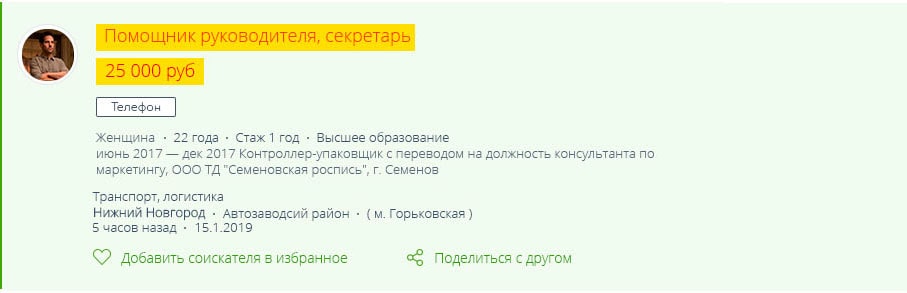 Помощник руководителя, секретарь
25 000 руб
Телефон
Женщина · 22 года · Стаж 1 год · Высшее образование
июнь 2017 — дек 2017 Контроллер-упаковщик с переводом на должность консультанта по
маркетингу, ООО ТД "Семеновская роспись", г. Семенов
Транспорт, логистика
Нижний Новгород · Автозаводсий район · ( м. Горьковская )
5 часов назад · 15.1.2019
Добавить соискателя в избранное Поделиться с другом